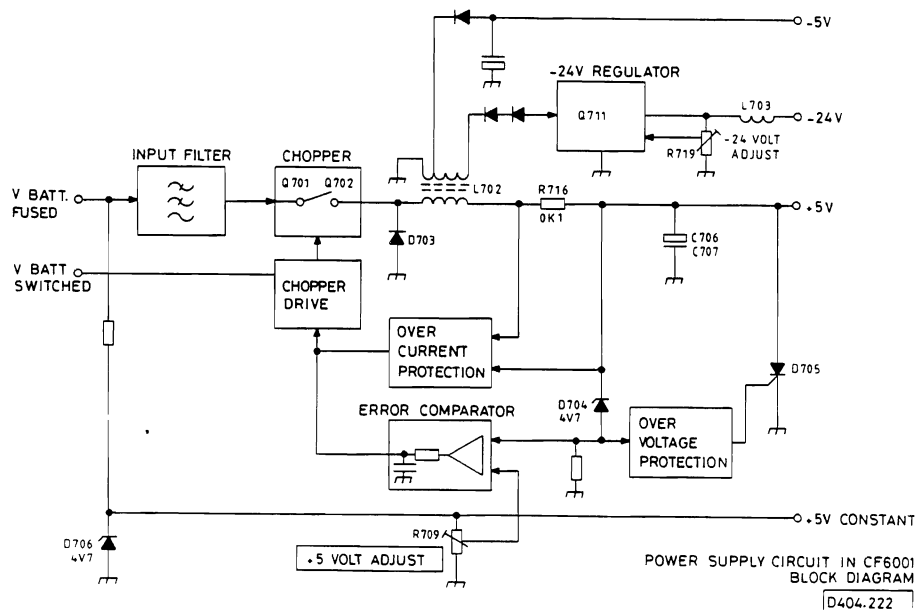 -5V
-24V REGULATOR
Q711
L703
-24V
R719
-24 VOLT
ADJUST
INPUT FILTER
CHOPPER
Q701 Q702
L702
R716
0K1
V BATT.
FUSED
+5V
D703
C706
C707
V BATT
SWITCHED
CHOPPER
DRIVE
OVER
CURRENT
PROTECTION
D705
D704
4V7
ERROR COMPARATOR
OVER
VOLTAGE
PROTECTION
+5V CONSTANT
D706
4V7
R709
+5 VOLT ADJUST
POWER SUPPLY CIRCUIT IN CF6001
BLOCK DIAGRAM
D404.222